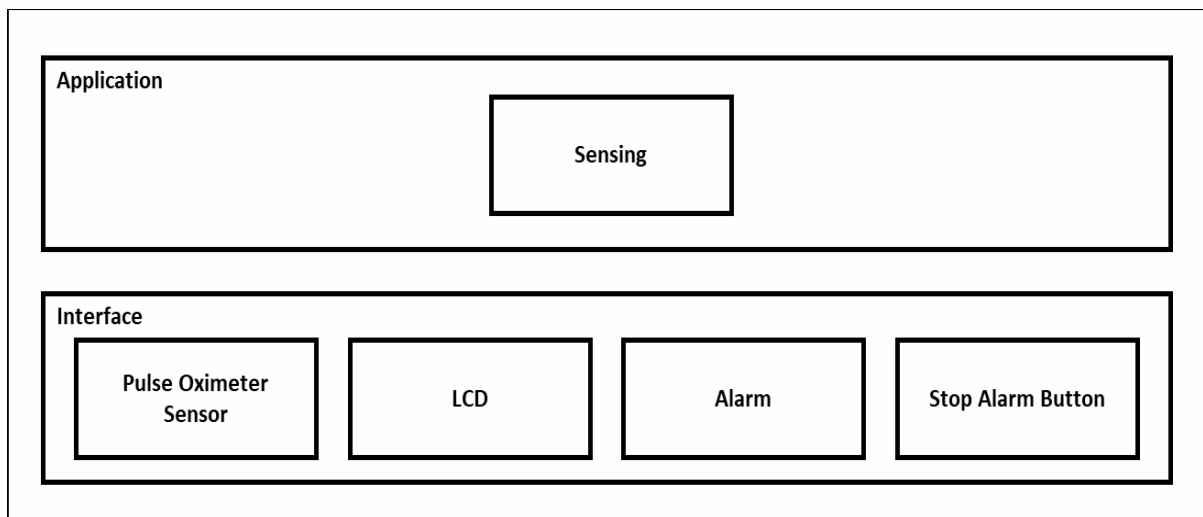 Application
Sensing
Interface
Pulse Oximeter
Sensor
LCD
Alarm
Stop Alarm Button